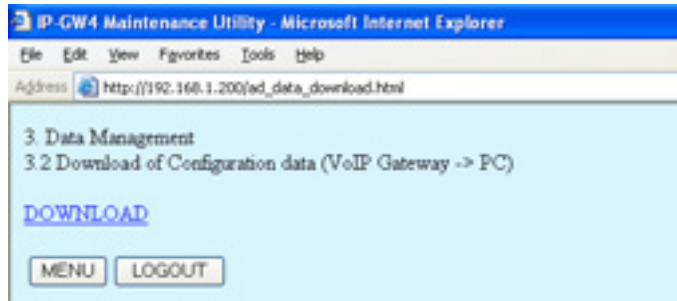 IP-GW4 Maintenance Utility - Microsoft Internet Explorer
File Edit View Favorites Tools Help
Address http://192.168.1.200/ad_data_download.html
3. Data Management
3.2 Download of Configuration data (VoIP Gateway -> PC)
DOWNLOAD
MENU LOGOUT